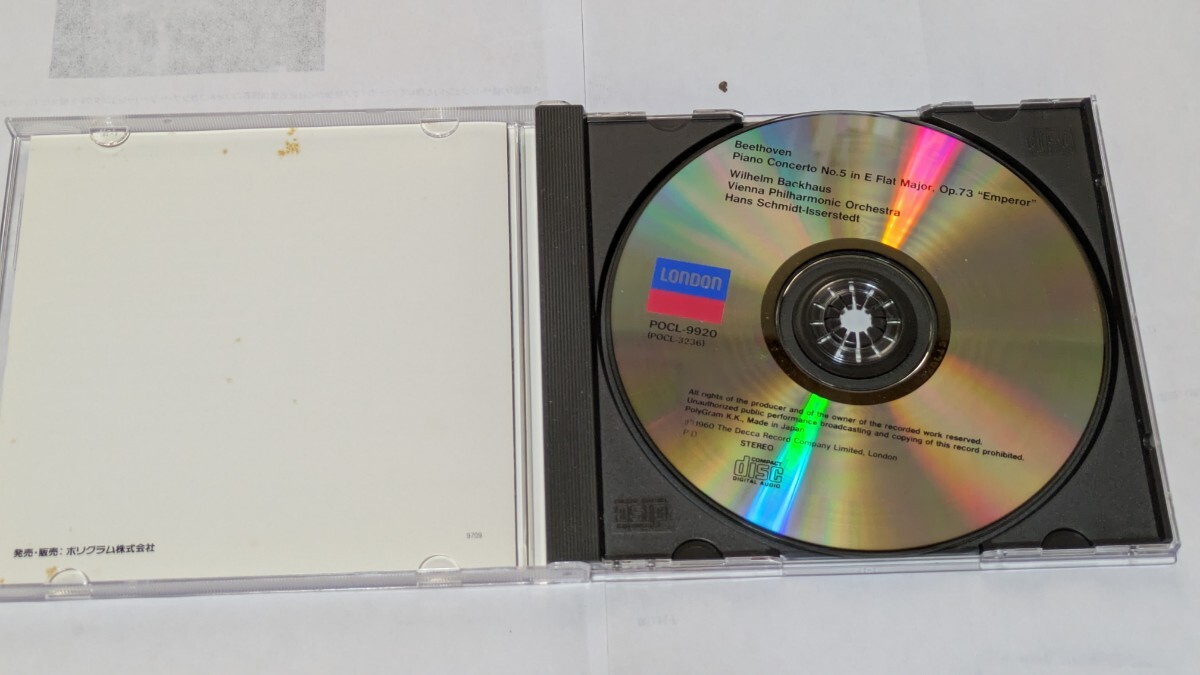 発売・販売：ポリグラム株式会社
9709
Beethoven
Piano Concerto No.5 in E Flat Major, Op.73 "Emperor"
Wilhelm Backhaus
Vienna Philharmonic Orchestra
Hans Schmidt-Isserstedt
LONDON
POCL-9920
(POCL-3236)
All rights of the producer and of the owner of the recorded work reserved.
Unauthorized public performance broadcasting and copying of this record prohibited.
PolyGram K.K., Made in Japan
Ⓟ1960 The Decca Record Company Limited, London
P.D.
STEREO
COMPACT
disc
DIGITAL AUDIO